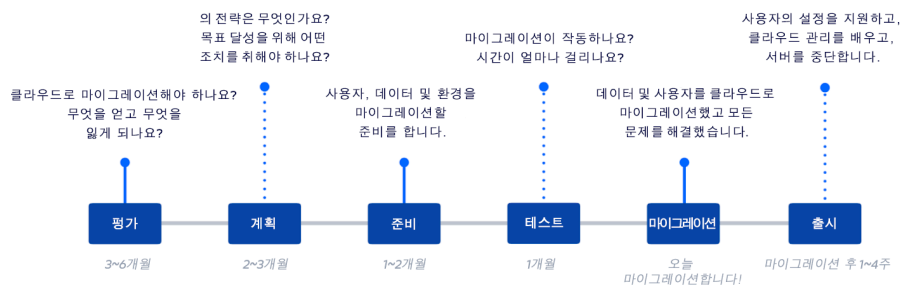 의 전략은 무엇인가요?
목표 달성을 위해 어떤
조치를 취해야 하나요?
마이그레이션이 작동하나요?
시간이 얼마나 걸리나요?
사용자의 설정을 지원하고,
클라우드 관리를 배우고,
서버를 중단합니다.
클라우드로 마이그레이션해야 하나요?
무엇을 얻고 무엇을
잃게 되나요?
사용자, 데이터 및 환경을
마이그레이션할
준비를 합니다.
데이터 및 사용자를 클라우드로
마이그레이션했고 모든
문제를 해결했습니다.
평가
계획
준비
테스트
마이그레이션
출시
3~6개월
2~3개월
1~2개월
1개월
오늘
마이그레이션합니다!
마이그레이션 후 1~4주